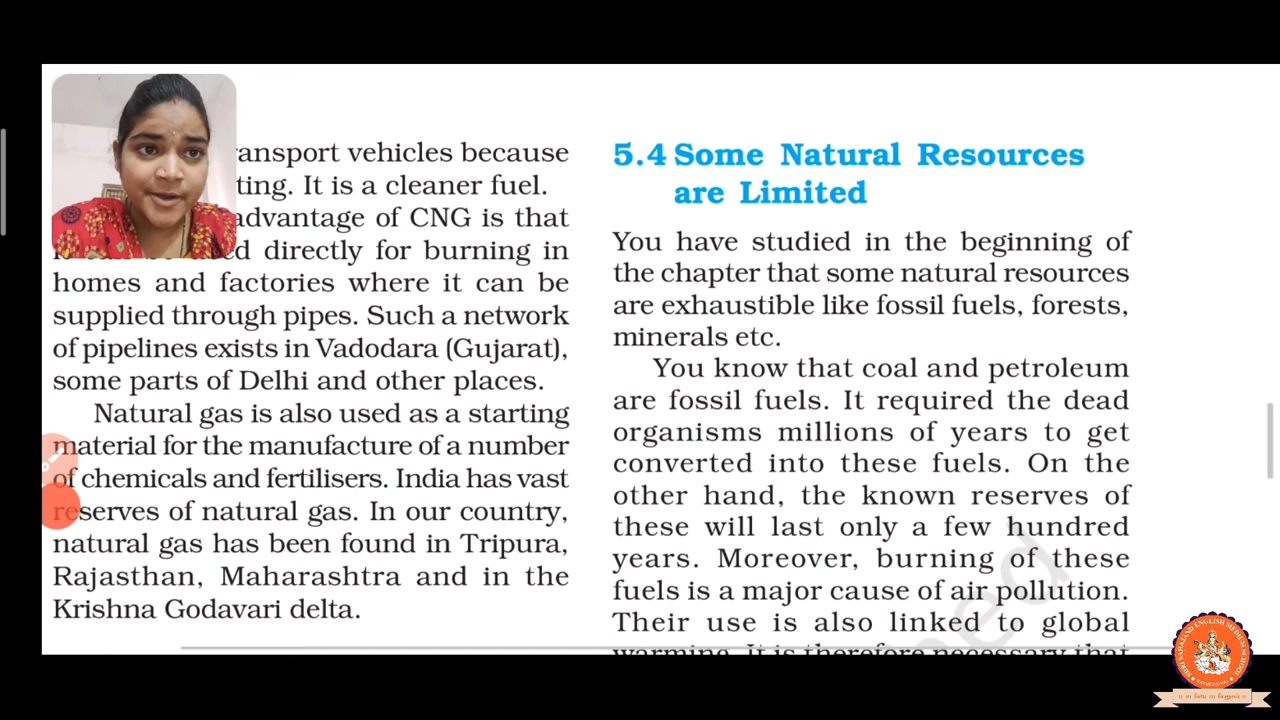 ransport vehicles because
ting. It is a cleaner fuel.
advantage of CNG is that
ed directly for burning in
homes and factories where it can be
supplied through pipes. Such a network
of pipelines exists in Vadodara (Gujarat),
some parts of Delhi and other places.
Natural gas is also used as a starting
material for the manufacture of a number
of chemicals and fertilisers. India has vast
reserves of natural gas. In our country,
natural gas has been found in Tripura,
Rajasthan, Maharashtra and in the
Krishna Godavari delta.
5.4 Some Natural Resources
are Limited
You have studied in the beginning of
the chapter that some natural resources
are exhaustible like fossil fuels, forests,
minerals etc.
You know that coal and petroleum
are fossil fuels. It required the dead
organisms millions of years to get
converted into these fuels. On the
other hand, the known reserves of
these will last only a few hundred
years. Moreover, burning of these
fuels is a major cause of air pollution.
Their use is also linked to global
warming. It is therefore necessary that